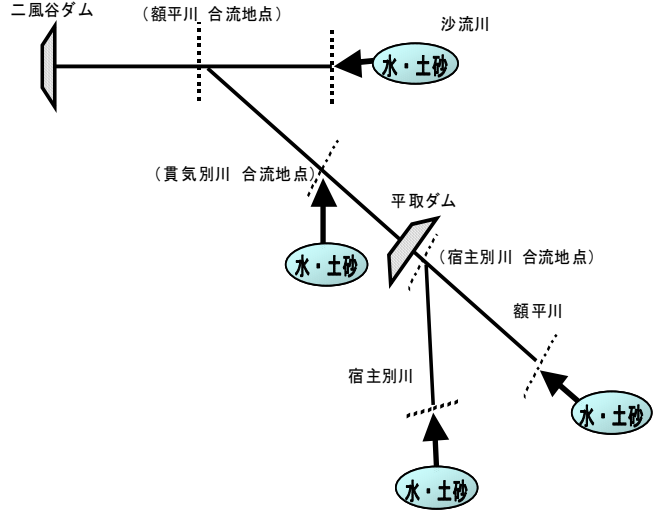 二風谷ダム
（額平川 合流地点）
沙流川
水・土砂
（貫気別川 合流地点）
平取ダム
水・土砂
（宿主別川 合流地点）
額平川
宿主別川
水・土砂
水・土砂